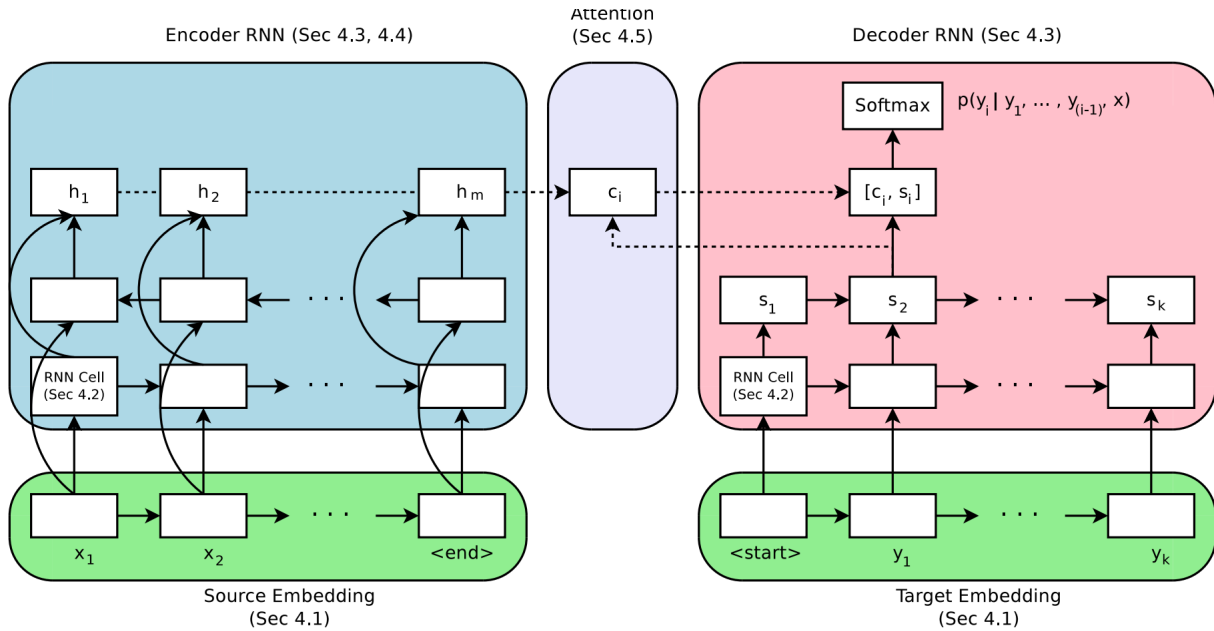 Encoder RNN (Sec 4.3, 4.4)
Attention
(Sec 4.5)
Decoder RNN (Sec 4.3)
Softmax
p(y_i | y_1, ... , y_(i-1), x)
h_1
h_2
h_m
c_i
[c_i, s_i]
. . .
s_1
s_2
. . .
s_k
RNN Cell
(Sec 4.2)
. . .
RNN Cell
(Sec 4.2)
. . .
. . .
. . .
x_1
x_2
<end>
<start>
y_1
y_k
Source Embedding
(Sec 4.1)
Target Embedding
(Sec 4.1)